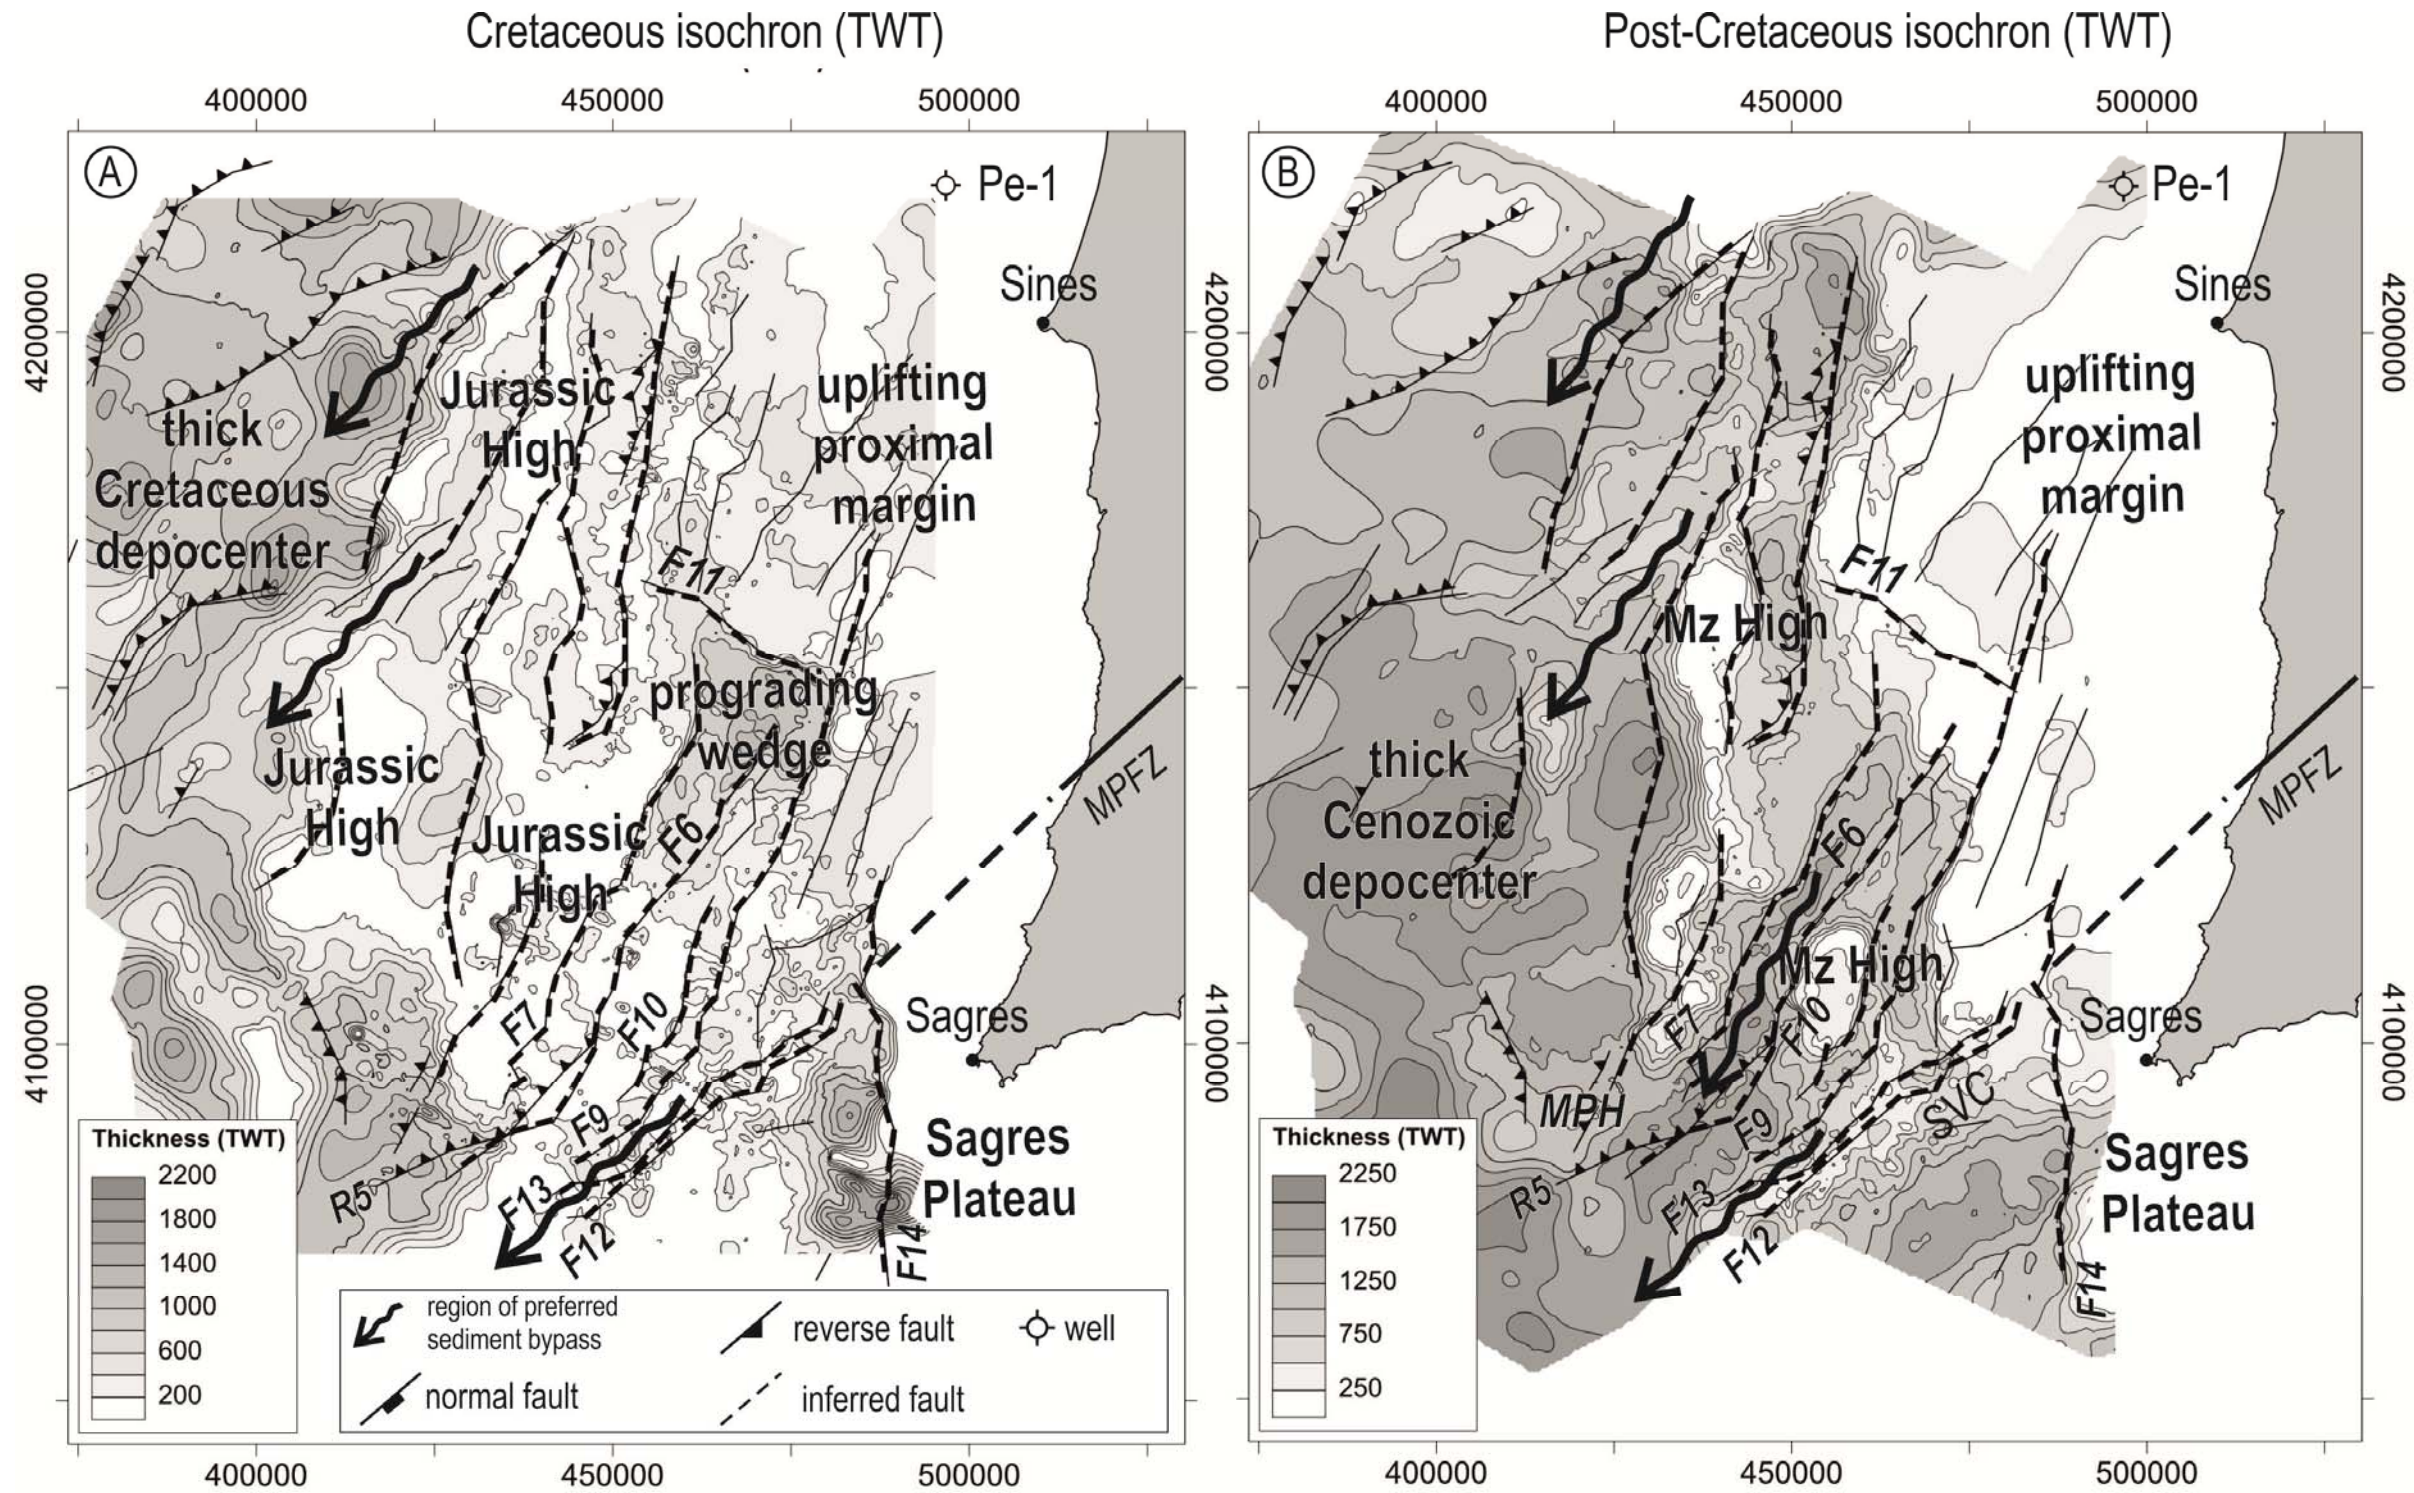 Cretaceous isochron (TWT)
Post-Cretaceous isochron (TWT)
400000
450000
500000
400000
450000
500000
A
Pe-1
Sines
4200000
Jurassic
High
uplifting
proximal
margin
thick
Cretaceous
depocenter
F11
prograding
wedge
Jurassic
High
Jurassic
High
F6
MPFZ
F7
F10
Sagres
4100000
F9
R5
F13
F12
Sagres
Plateau
F14
Thickness (TWT)
2200
1800
1400
1000
600
200
region of preferred
sediment bypass
reverse fault
well
normal fault
inferred fault
400000
450000
500000
B
Pe-1
Sines
4200000
4200000
uplifting
proximal
margin
F11
Mz High
thick
Cenozoic
depocenter
F6
MPFZ
Mz High
F7
F10
Sagres
4100000
4100000
MPH
SVC
F9
R5
F13
F12
Sagres
Plateau
F14
Thickness (TWT)
2250
1750
1250
750
250
400000
450000
500000